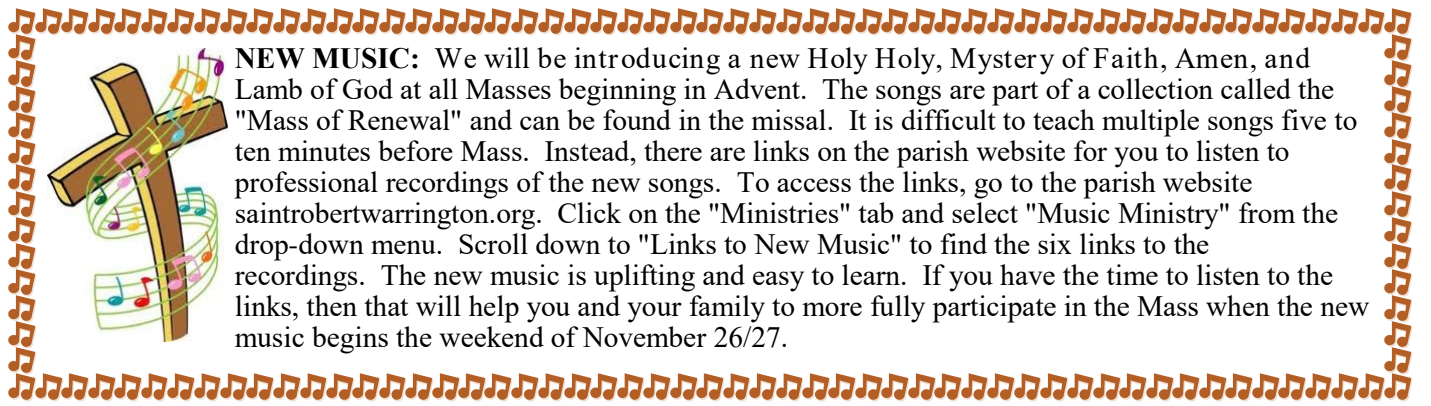 NEW MUSIC:  We will be introducing a new Holy Holy, Mystery of Faith, Amen, and
Lamb of God at all Masses beginning in Advent.  The songs are part of a collection called the
"Mass of Renewal" and can be found in the missal.  It is difficult to teach multiple songs five to
ten minutes before Mass.  Instead, there are links on the parish website for you to listen to
professional recordings of the new songs.  To access the links, go to the parish website
saintrobertwarrington.org.  Click on the "Ministries" tab and select "Music Ministry" from the
drop-down menu.  Scroll down to "Links to New Music" to find the six links to the
recordings.  The new music is uplifting and easy to learn.  If you have the time to listen to the
links, then that will help you and your family to more fully participate in the Mass when the new
music begins the weekend of November 26/27.